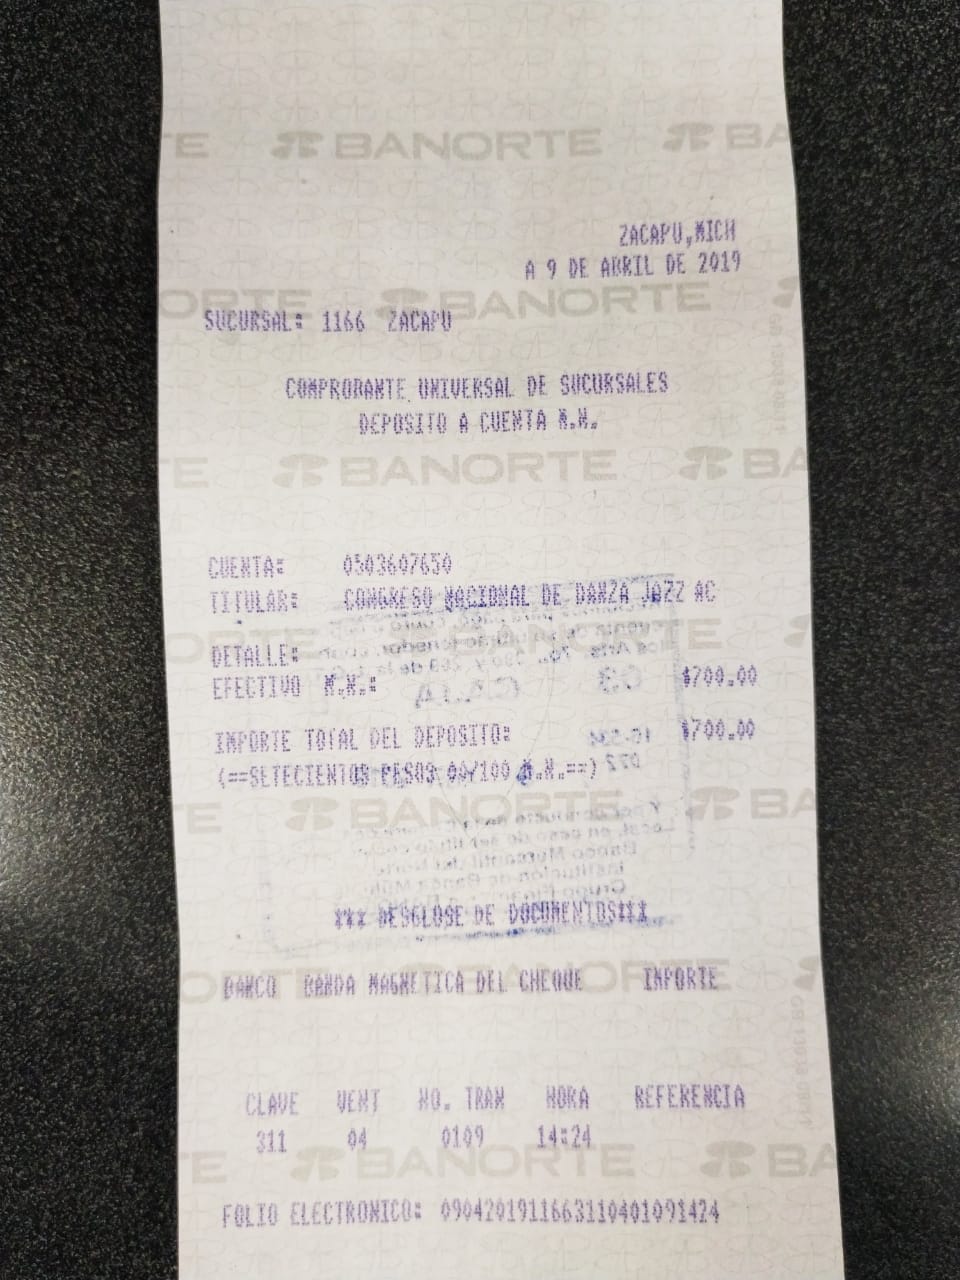 BANORTE
ZACAPU,MICH
A 9 DE ABRIL DE 2019
SUCURSAL: 1166 ZACAPU
COMPROBANTE UNIVERSAL DE SUCURSALES
DEPOSITO A CUENTA M.N.
CUENTA: 0503607650
TITULAR: CONGRESO NACIONAL DE DANZA JAZZ AC
DETALLE:
EFECTIVO M.N.: $700.00
IMPORTE TOTAL DEL DEPOSITO: $700.00
(==SETECIENTOS PESOS 00/100 M.N.==)
*** DESGLOSE DE DOCUMENTOS***
BANCO BANDA MAGNETICA DEL CHEQUE IMPORTE
CLAVE VENT NO. TRAN HORA REFERENCIA
311 04 0109 14:24
FOLIO ELECTRONICO: 0904201911663110401091424